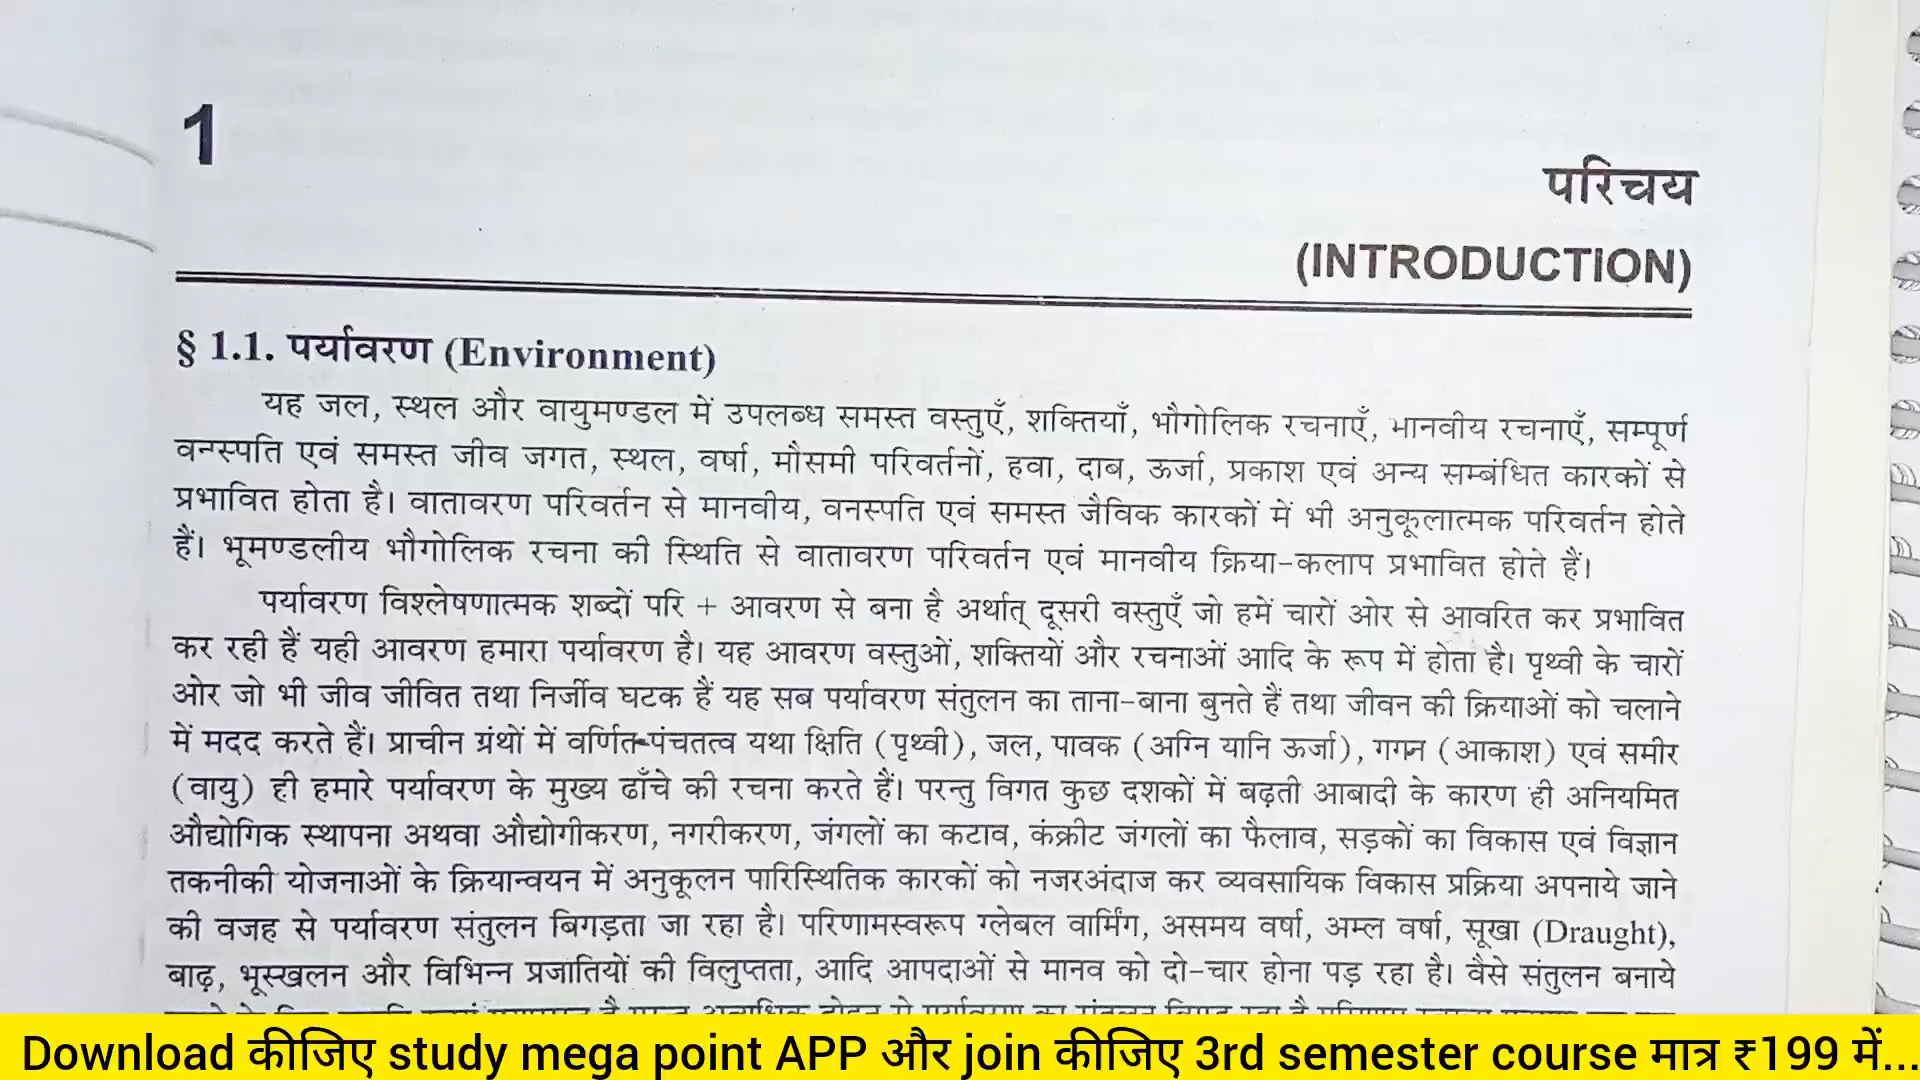 1
परिचय
(INTRODUCTION)
§ 1.1. पर्यावरण (Environment)
यह जल, स्थल और वायुमण्डल में उपलब्ध समस्त वस्तुएँ, शक्तियाँ, भौगोलिक रचनाएँ, मानवीय रचनाएँ, सम्पूर्ण
वनस्पति एवं समस्त जीव जगत, स्थल, वर्षा, मौसमी परिवर्तनों, हवा, दाब, ऊर्जा, प्रकाश एवं अन्य सम्बंधित कारकों से
प्रभावित होता है। वातावरण परिवर्तन से मानवीय, वनस्पति एवं समस्त जैविक कारकों में भी अनुकूलात्मक परिवर्तन होते
हैं। भूमण्डलीय भौगोलिक रचना की स्थिति से वातावरण परिवर्तन एवं मानवीय क्रिया-कलाप प्रभावित होते हैं।
पर्यावरण विश्लेषणात्मक शब्दों परि + आवरण से बना है अर्थात् दूसरी वस्तुएँ जो हमें चारों ओर से आवरित कर प्रभावित
कर रही हैं यही आवरण हमारा पर्यावरण है। यह आवरण वस्तुओं, शक्तियों और रचनाओं आदि के रूप में होता है। पृथ्वी के चारों
ओर जो भी जीव जीवित तथा निर्जीव घटक हैं यह सब पर्यावरण संतुलन का ताना-बाना बुनते हैं तथा जीवन की क्रियाओं को चलाने
में मदद करते हैं। प्राचीन ग्रंथों में वर्णित पंचतत्व यथा क्षिति (पृथ्वी), जल, पावक (अग्नि यानि ऊर्जा), गगन (आकाश) एवं समीर
(वायु) ही हमारे पर्यावरण के मुख्य ढाँचे की रचना करते हैं। परन्तु विगत कुछ दशकों में बढ़ती आबादी के कारण ही अनियमित
औद्योगिक स्थापना अथवा औद्योगीकरण, नगरीकरण, जंगलों का कटाव, कंक्रीट जंगलों का फैलाव, सड़कों का विकास एवं विज्ञान
तकनीकी योजनाओं के क्रियान्वयन में अनुकूलन पारिस्थितिक कारकों को नजरअंदाज कर व्यवसायिक विकास प्रक्रिया अपनाये जाने
की वजह से पर्यावरण संतुलन बिगड़ता जा रहा है। परिणामस्वरूप ग्लेबल वार्मिंग, असमय वर्षा, अम्ल वर्षा, सूखा (Draught),
बाढ़, भूस्खलन और विभिन्न प्रजातियों की विलुप्तता, आदि आपदाओं से मानव को दो-चार होना पड़ रहा है। वैसे संतुलन बनाये
Download कीजिए study mega point APP और join कीजिए 3rd semester course मात्र ₹199 में...